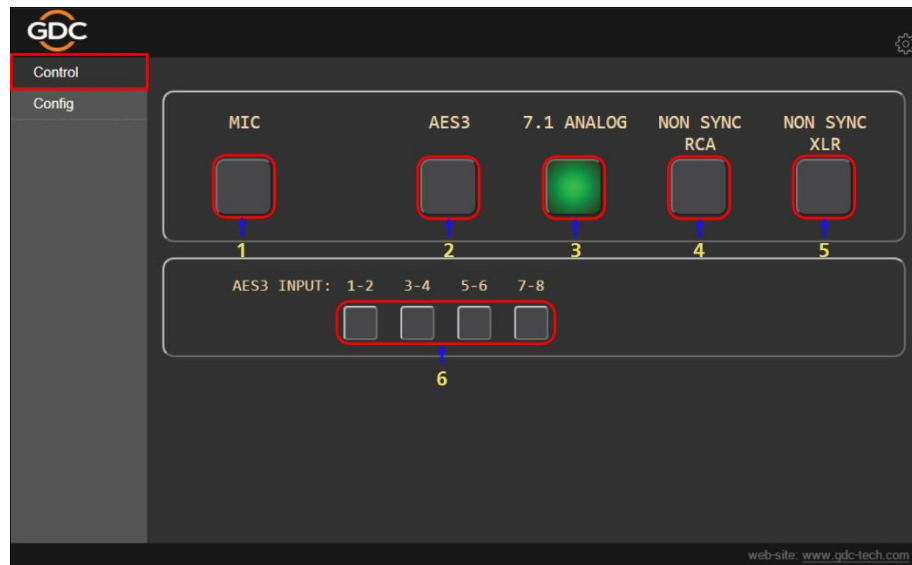 GDC
Control
Config
MIC AES3 7.1 ANALOG NON SYNC RCA NON SYNC XLR
1 2 3 4 5
AES3 INPUT: 1-2 3-4 5-6 7-8
6
web-site: www.gdc-tech.com